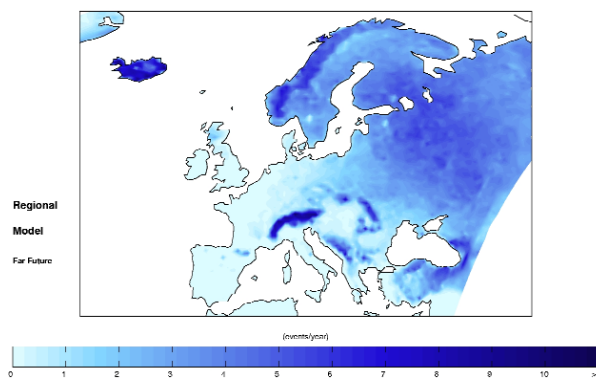 Regional
Model
Far Future
(events/year)
0 1 2 3 4 5 6 7 8 9 10 >